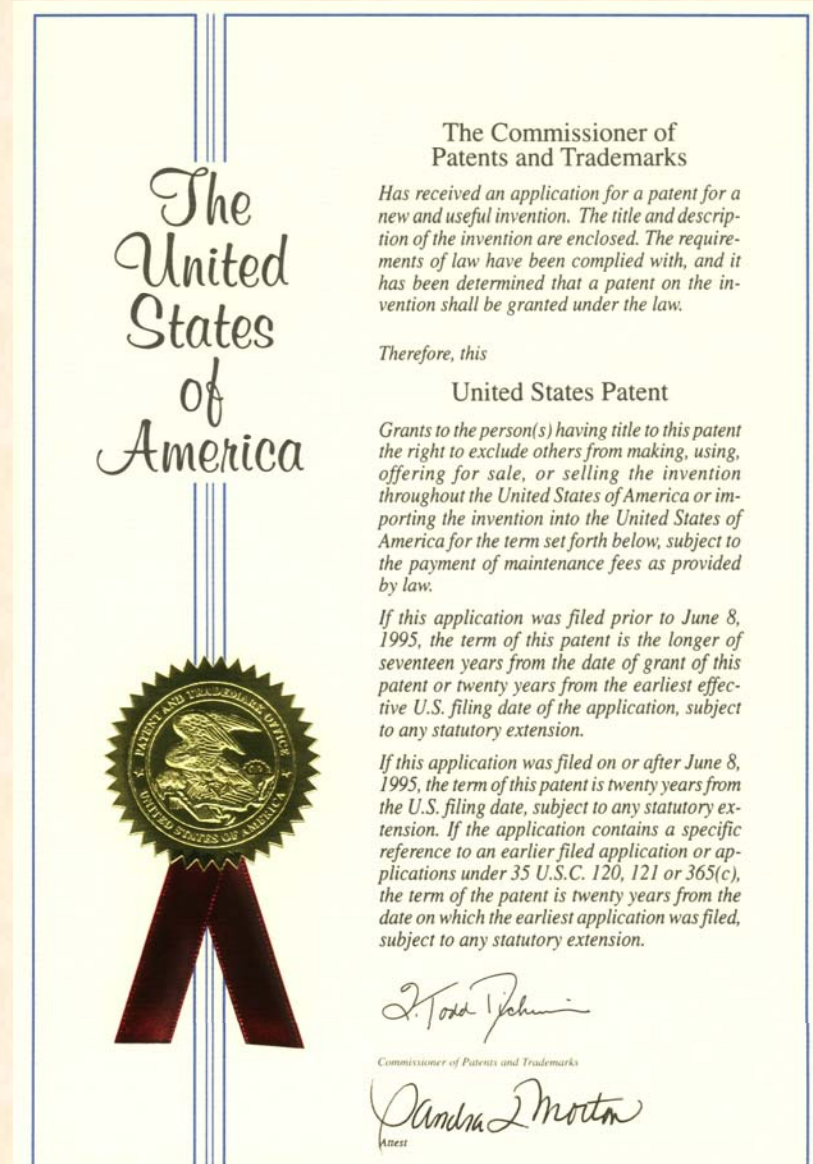 The
United
States
of
America
PATENT AND TRADEMARK OFFICE
UNITED STATES OF AMERICA
The Commissioner of
Patents and Trademarks
Has received an application for a patent for a
new and useful invention. The title and descrip-
tion of the invention are enclosed. The require-
ments of law have been complied with, and it
has been determined that a patent on the in-
vention shall be granted under the law.
Therefore, this
United States Patent
Grants to the person(s) having title to this patent
the right to exclude others from making, using,
offering for sale, or selling the invention
throughout the United States of America or im-
porting the invention into the United States of
America for the term set forth below, subject to
the payment of maintenance fees as provided
by law.
If this application was filed prior to June 8,
1995, the term of this patent is the longer of
seventeen years from the date of grant of this
patent or twenty years from the earliest effec-
tive U.S. filing date of the application, subject
to any statutory extension.
If this application was filed on or after June 8,
1995, the term of this patent is twenty years from
the U.S. filing date, subject to any statutory ex-
tension. If the application contains a specific
reference to an earlier filed application or ap-
plications under 35 U.S.C. 120, 121 or 365(c),
the term of the patent is twenty years from the
date on which the earliest application was filed,
subject to any statutory extension.
Todd
Commissioner of Patents and Trademarks
Sandra L Morton
Attest